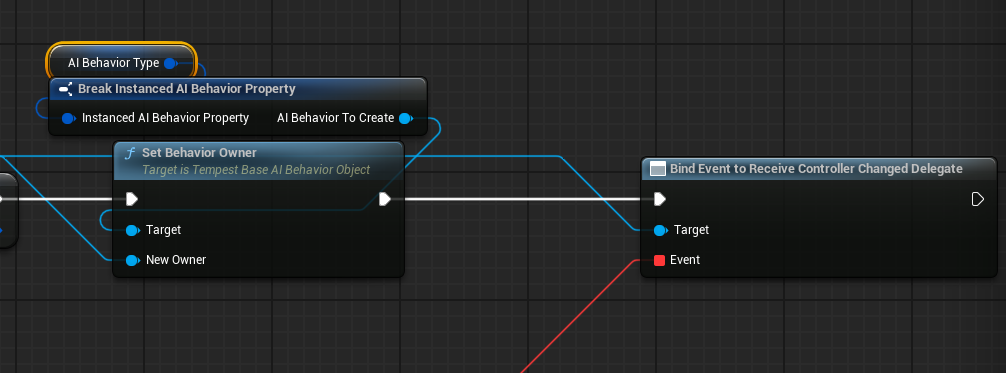 AI Behavior Type
Break Instanced AI Behavior Property
Instanced AI Behavior Property
AI Behavior To Create
Set Behavior Owner
Target is Tempest Base AI Behavior Object
Target
New Owner
Bind Event to Receive Controller Changed Delegate
Target
Event